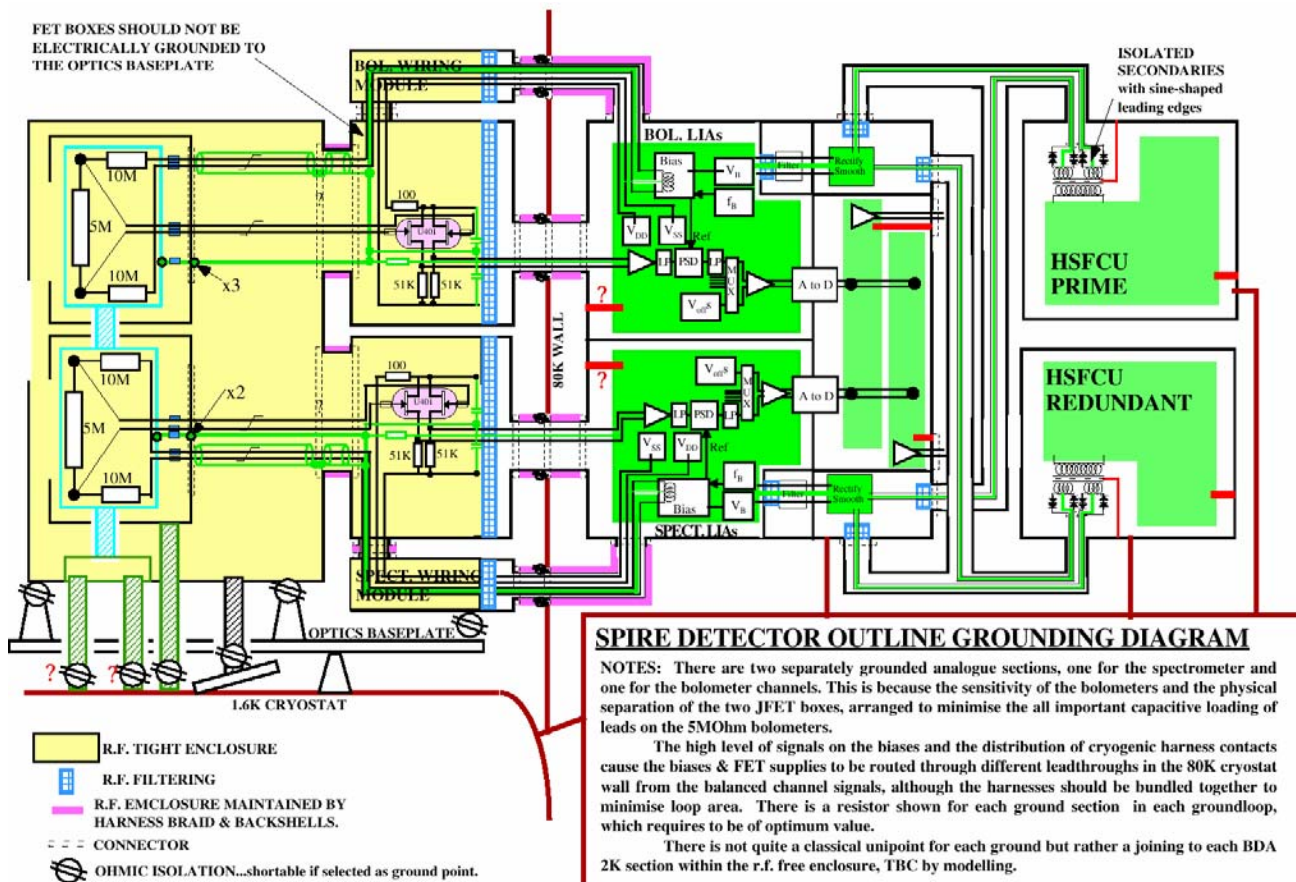 FET BOXES SHOULD NOT BE
ELECTRICALLY GROUNDED TO
THE OPTICS BASEPLATE
BOL. WIRING
MODULE
ISOLATED
SECONDARIES
with sine-shaped
leading edges
BOL. LIAs
10M
5M
10M
x3
100
U401
51K
51K
Bias
VB
fB
VDD
VSS
Ref
LP
PSD
LP
MUX
Voffs
A to D
Filter
Rectify
Smooth
HSFCU
PRIME
?
80K WALL
?
10M
5M
10M
x2
100
U401
51K
51K
Voffs
MUX
LP
PSD
LP
A to D
VSS
VDD
Ref
fB
VB
Bias
Filter
Rectify
Smooth
HSFCU
REDUNDANT
SPECT. LIAs
SPECT. WIRING
MODULE
OPTICS BASEPLATE
?
?
1.6K CRYOSTAT
R.F. TIGHT ENCLOSURE
R.F. FILTERING
R.F. EMCLOSURE MAINTAINED BY
HARNESS BRAID & BACKSHELLS.
CONNECTOR
OHMIC ISOLATION...shortable if selected as ground point.
SPIRE DETECTOR OUTLINE GROUNDING DIAGRAM
NOTES: There are two separately grounded analogue sections, one for the spectrometer and
one for the bolometer channels. This is because the sensitivity of the bolometers and the physical
separation of the two JFET boxes, arranged to minimise the all important capacitive loading of
leads on the 5MOhm bolometers.
The high level of signals on the biases and the distribution of cryogenic harness contacts
cause the biases & FET supplies to be routed through different leadthroughs in the 80K cryostat
wall from the balanced channel signals, although the harnesses should be bundled together to
minimise loop area. There is a resistor shown for each ground section in each groundloop,
which requires to be of optimum value.
There is not quite a classical unipoint for each ground but rather a joining to each BDA
2K section within the r.f. free enclosure, TBC by modelling.